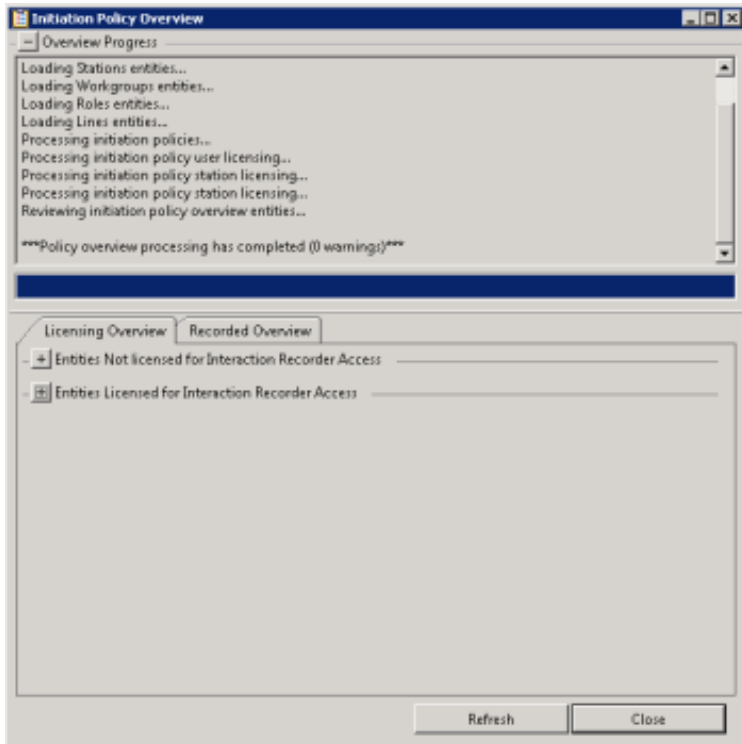 Initiation Policy Overview
Overview Progress
Loading Stations entities...
Loading Workgroups entities...
Loading Roles entities...
Loading Lines entities...
Processing initiation policies...
Processing initiation policy user licensing...
Processing initiation policy station licensing...
Processing initiation policy station licensing...
Reviewing initiation policy overview entities...
***Policy overview processing has completed (0 warnings)***
Licensing Overview Recorded Overview
Entities Not licensed for Interaction Recorder Access
Entities Licensed for Interaction Recorder Access
Refresh Close